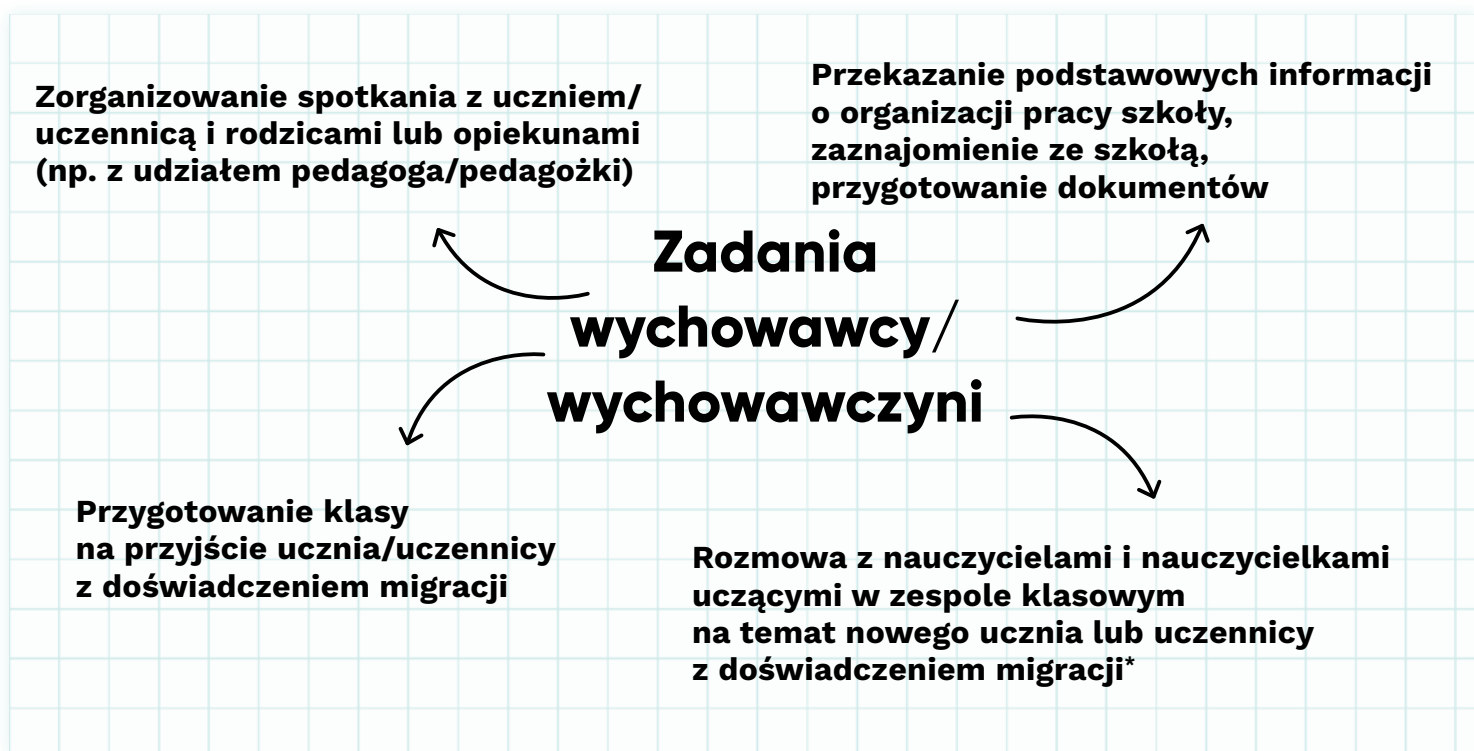 Zorganizowanie spotkania z uczniem/
uczennicą i rodzicami lub opiekunami
(np. z udziałem pedagoga/pedagożki)
Przekazanie podstawowych informacji
o organizacji pracy szkoły,
zaznajomienie ze szkołą,
przygotowanie dokumentów
Zadania
wychowawcy/
wychowawczyni
Przygotowanie klasy
na przyjście ucznia/uczennicy
z doświadczeniem migracji
Rozmowa z nauczycielami i nauczycielkami
uczącymi w zespole klasowym
na temat nowego ucznia lub uczennicy
z doświadczeniem migracji*